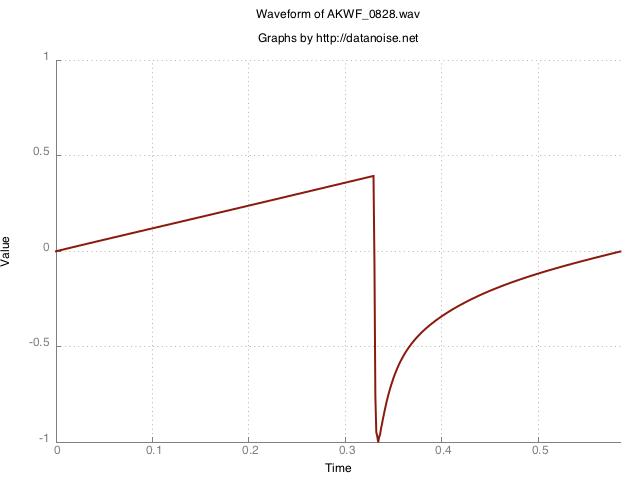 Waveform of AKWF_0828.wav
Graphs by http://datanoise.net
1
0.5
0
-0.5
-1
Value
0 0.1 0.2 0.3 0.4 0.5
Time